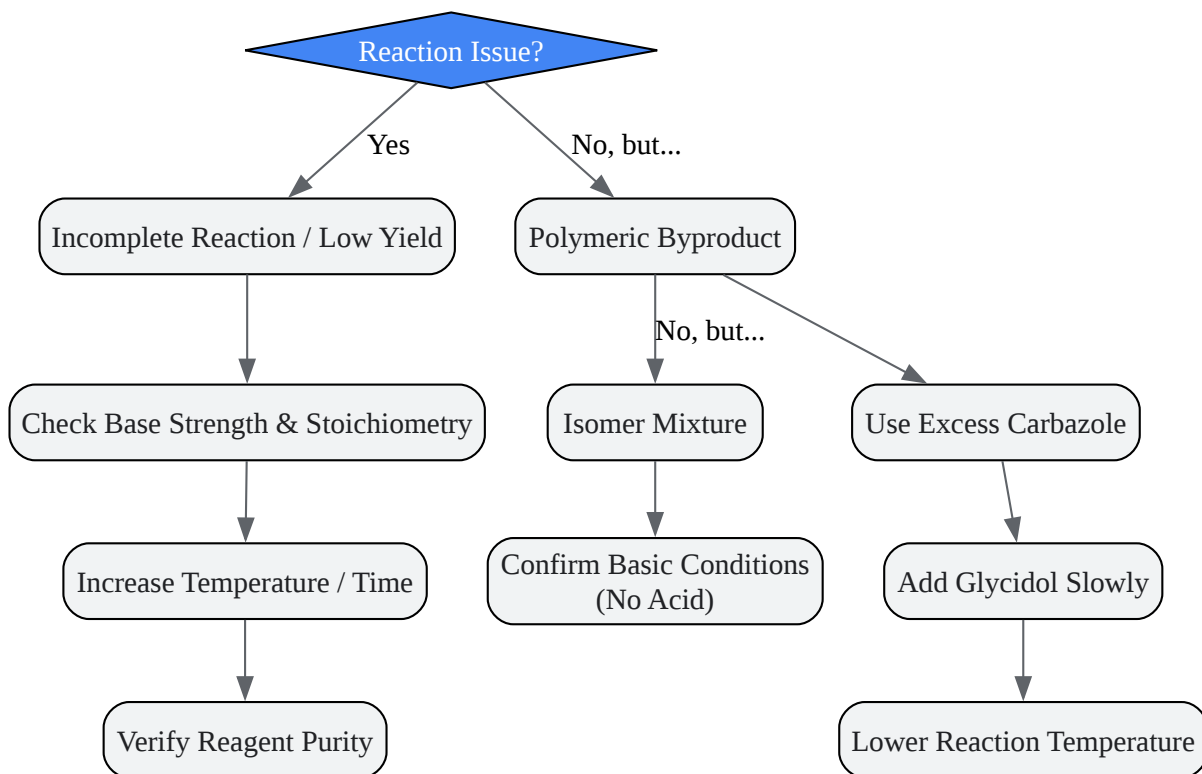 Reaction Issue?
Yes
No, but...
Incomplete Reaction / Low Yield
Polymeric Byproduct
No, but...
Check Base Strength & Stoichiometry
Isomer Mixture
Use Excess Carbazole
Increase Temperature / Time
Confirm Basic Conditions
(No Acid)
Add Glycidol Slowly
Verify Reagent Purity
Lower Reaction Temperature